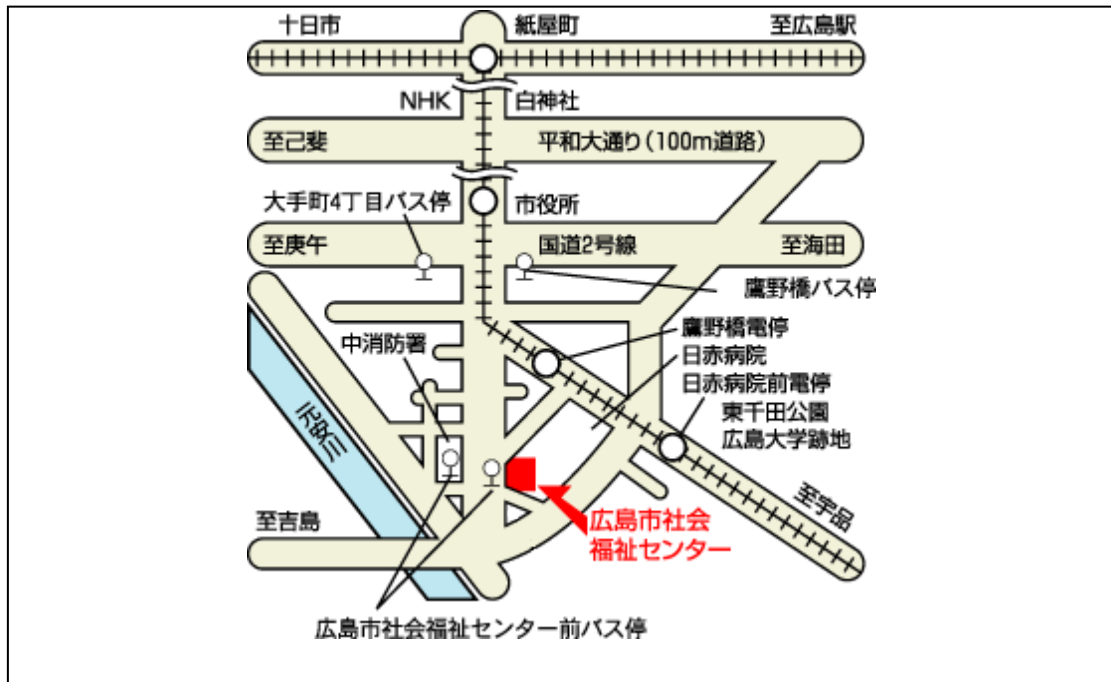 十日市
紙屋町
至広島駅
NHK
白神社
至己斐
平和大通り(100m道路)
大手町4丁目バス停
市役所
至庚午
国道2号線
至海田
鷹野橋バス停
鷹野橋電停
中消防署
日赤病院
日赤病院前電停
東千田公園
広島大学跡地
元安川
至宇品
至吉島
広島市社会
福祉センター
広島市社会福祉センター前バス停